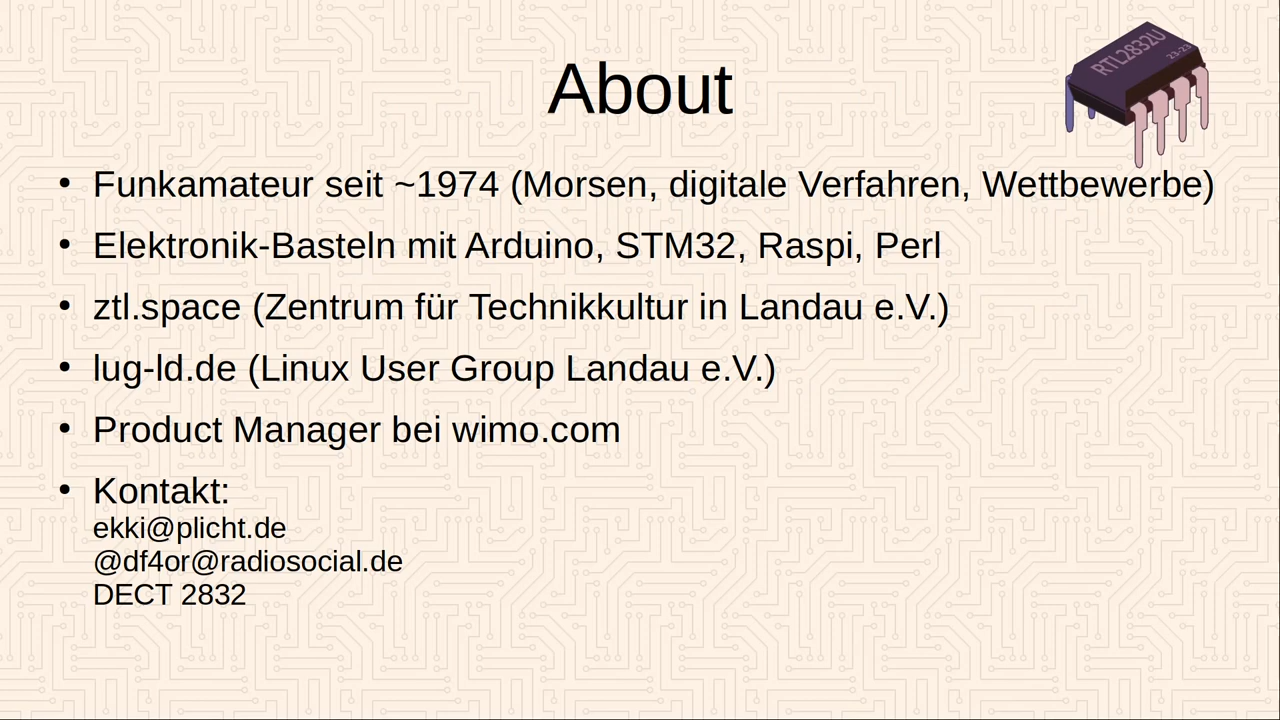 About
RTL2832U
23-23
• Funkamateur seit ~1974 (Morsen, digitale Verfahren, Wettbewerbe)
• Elektronik-Basteln mit Arduino, STM32, Raspi, Perl
• ztl.space (Zentrum für Technikkultur in Landau e.V.)
• lug-ld.de (Linux User Group Landau e.V.)
• Product Manager bei wimo.com
• Kontakt:
ekki@plicht.de
@df4or@radiosocial.de
DECT 2832